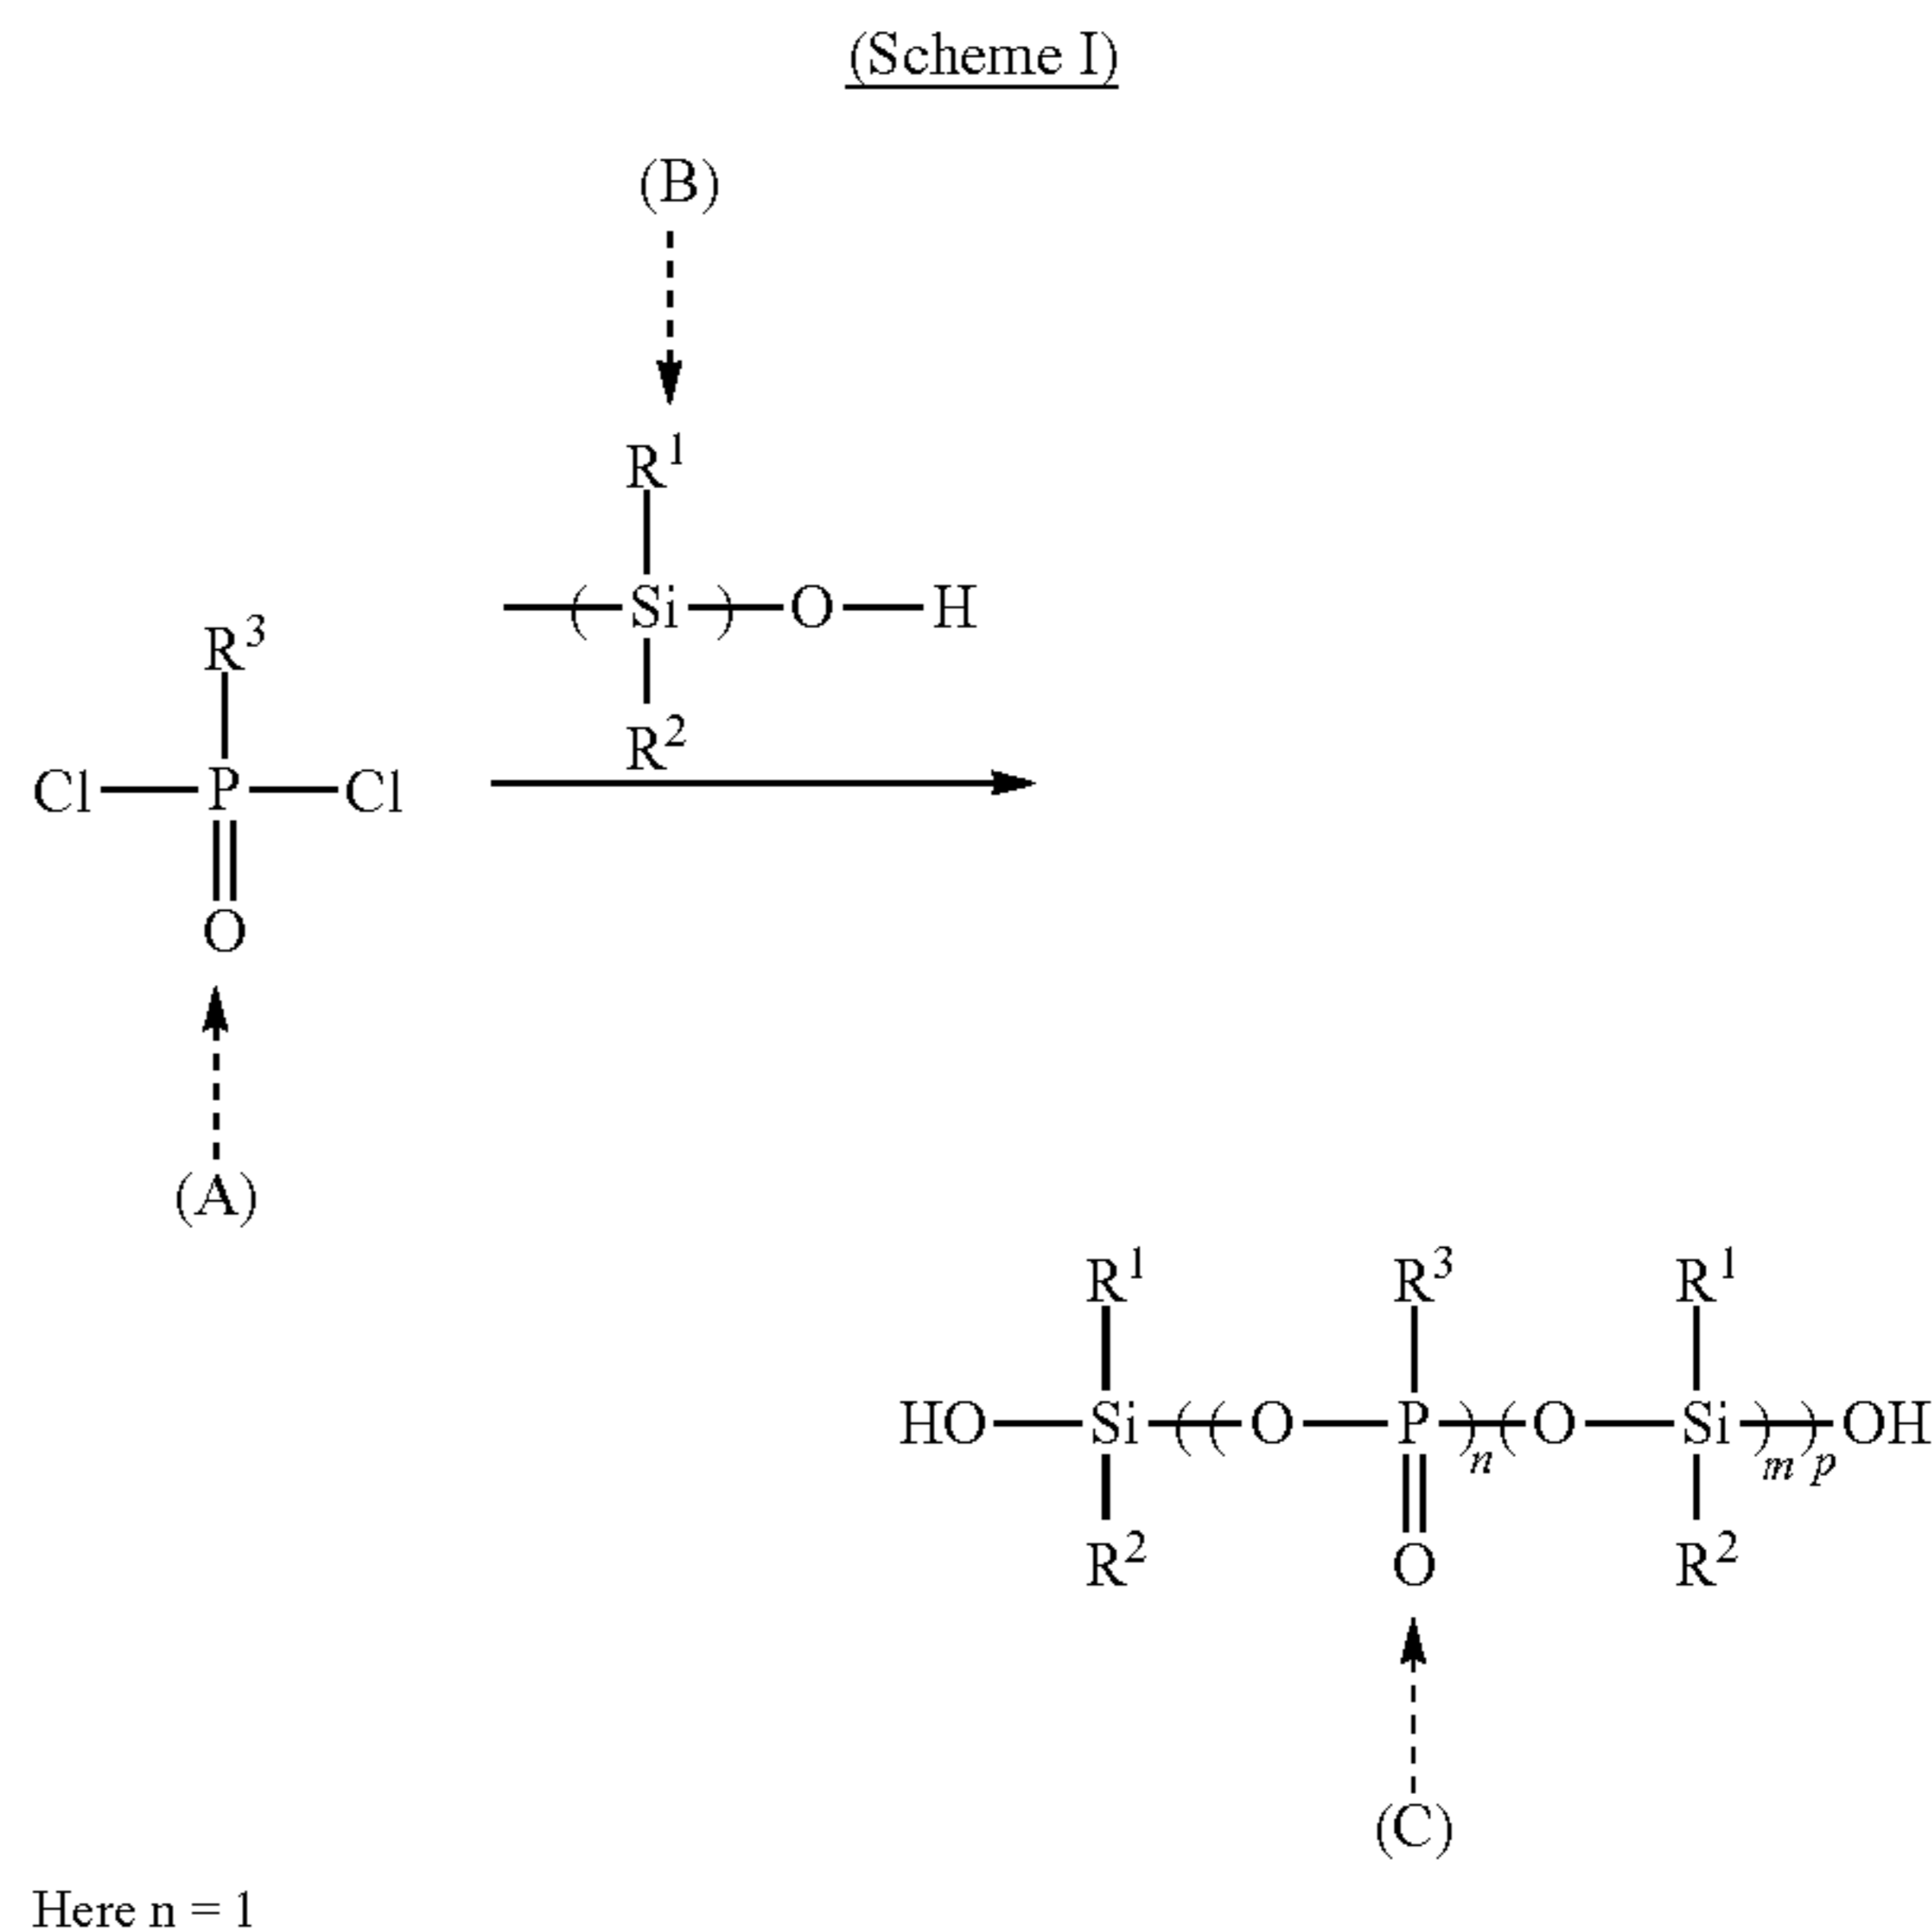 (Scheme I)
(B)
R1
( Si ) O H
R2
R3
Cl P Cl
O
(A)
R1 R3 R1
HO Si ( ( O P )n ( O Si )m )p OH
R2 O R2
(C)
Here n = 1